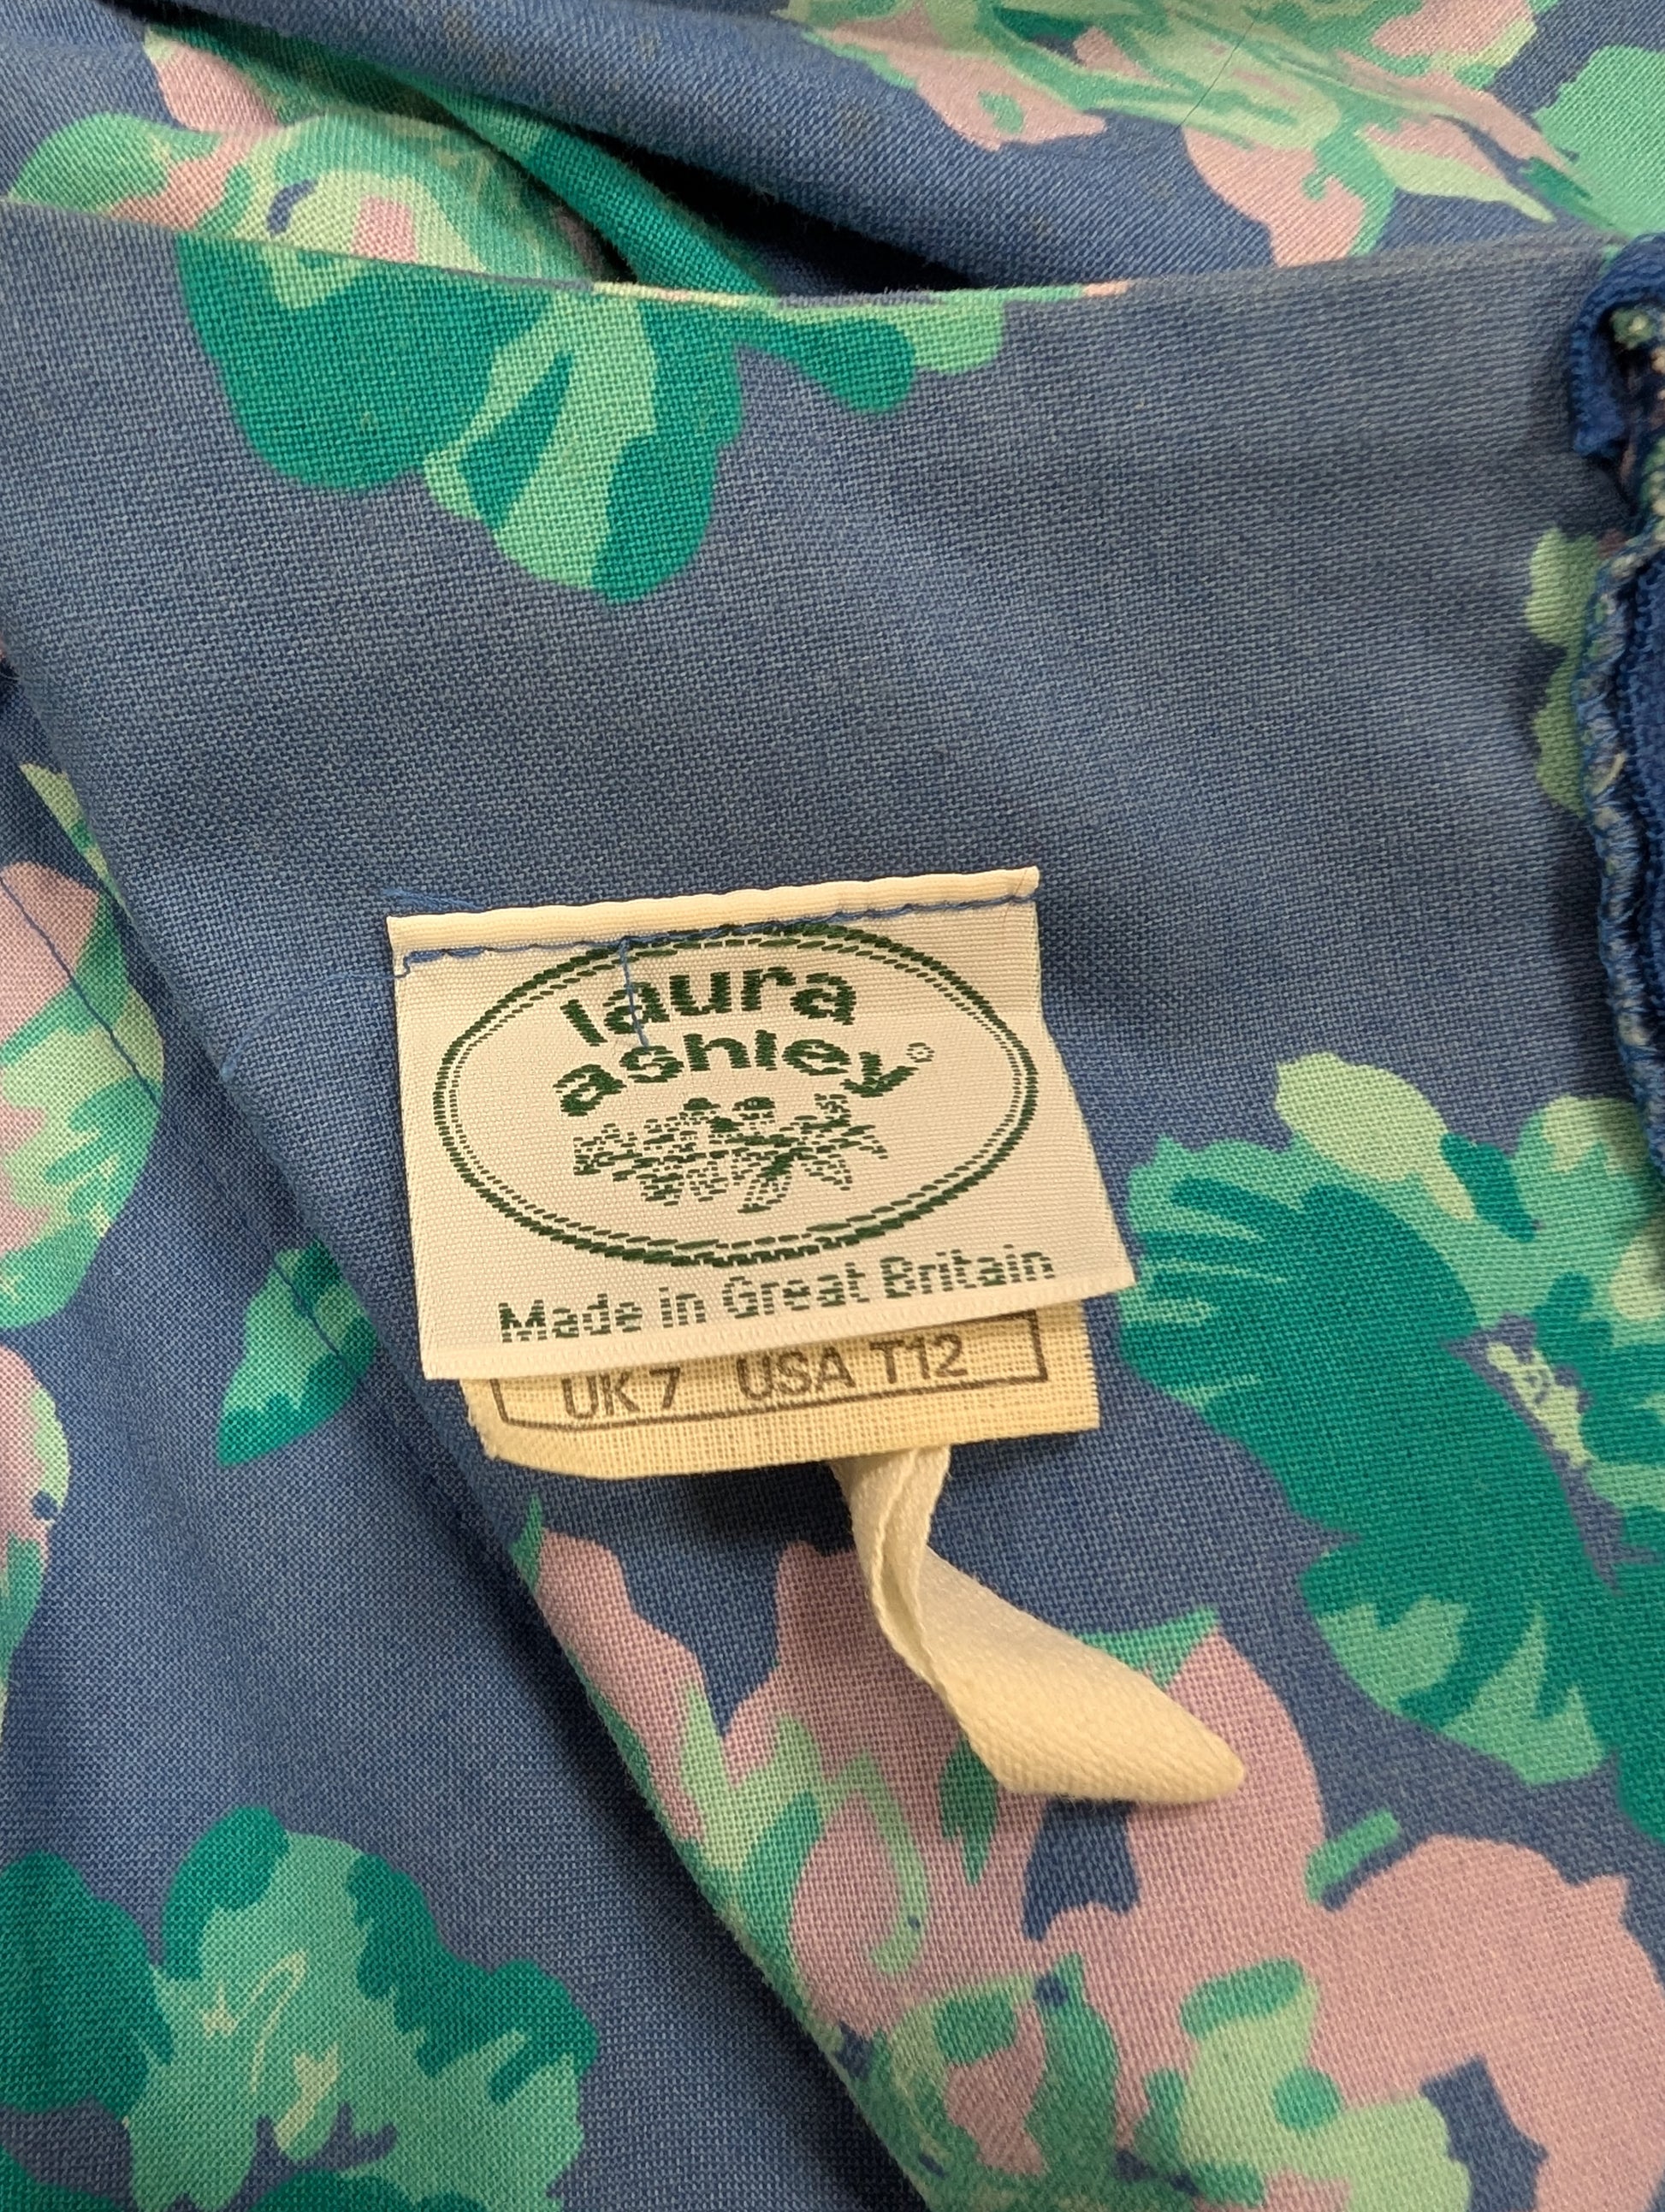 laura
ashley®
Made in Great Britain
UK 7 USA T12